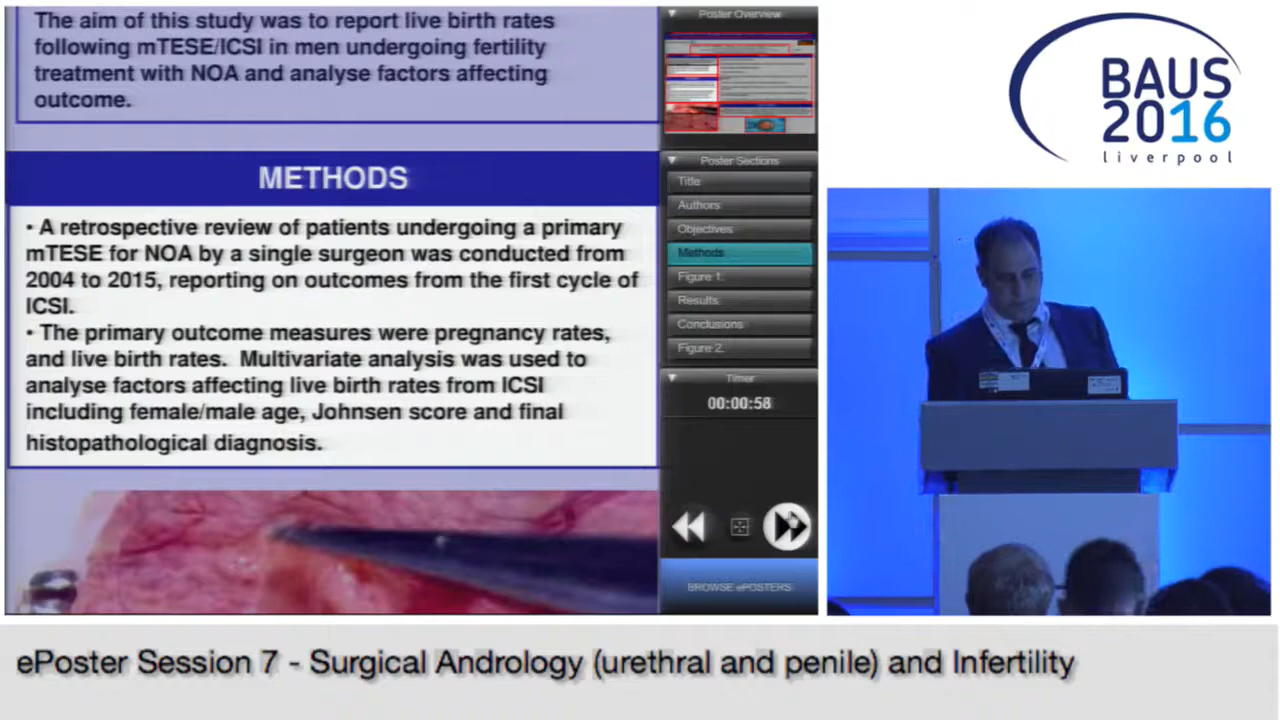 The aim of this study was to report live birth rates
following mTESE/ICSI in men undergoing fertility
treatment with NOA and analyse factors affecting
outcome.
METHODS
• A retrospective review of patients undergoing a primary
mTESE for NOA by a single surgeon was conducted from
2004 to 2015, reporting on outcomes from the first cycle of
ICSI.
• The primary outcome measures were pregnancy rates,
and live birth rates. Multivariate analysis was used to
analyse factors affecting live birth rates from ICSI
including female/male age, Johnsen score and final
histopathological diagnosis.
Poster Overview
Poster Sections
Title
Authors
Objectives
Methods
Figure 1.
Results
Conclusions
Figure 2.
Timer
00:00:58
BROWSE ePOSTERS
BAUS
2016
liverpool
ePoster Session 7 - Surgical Andrology (urethral and penile) and Infertility